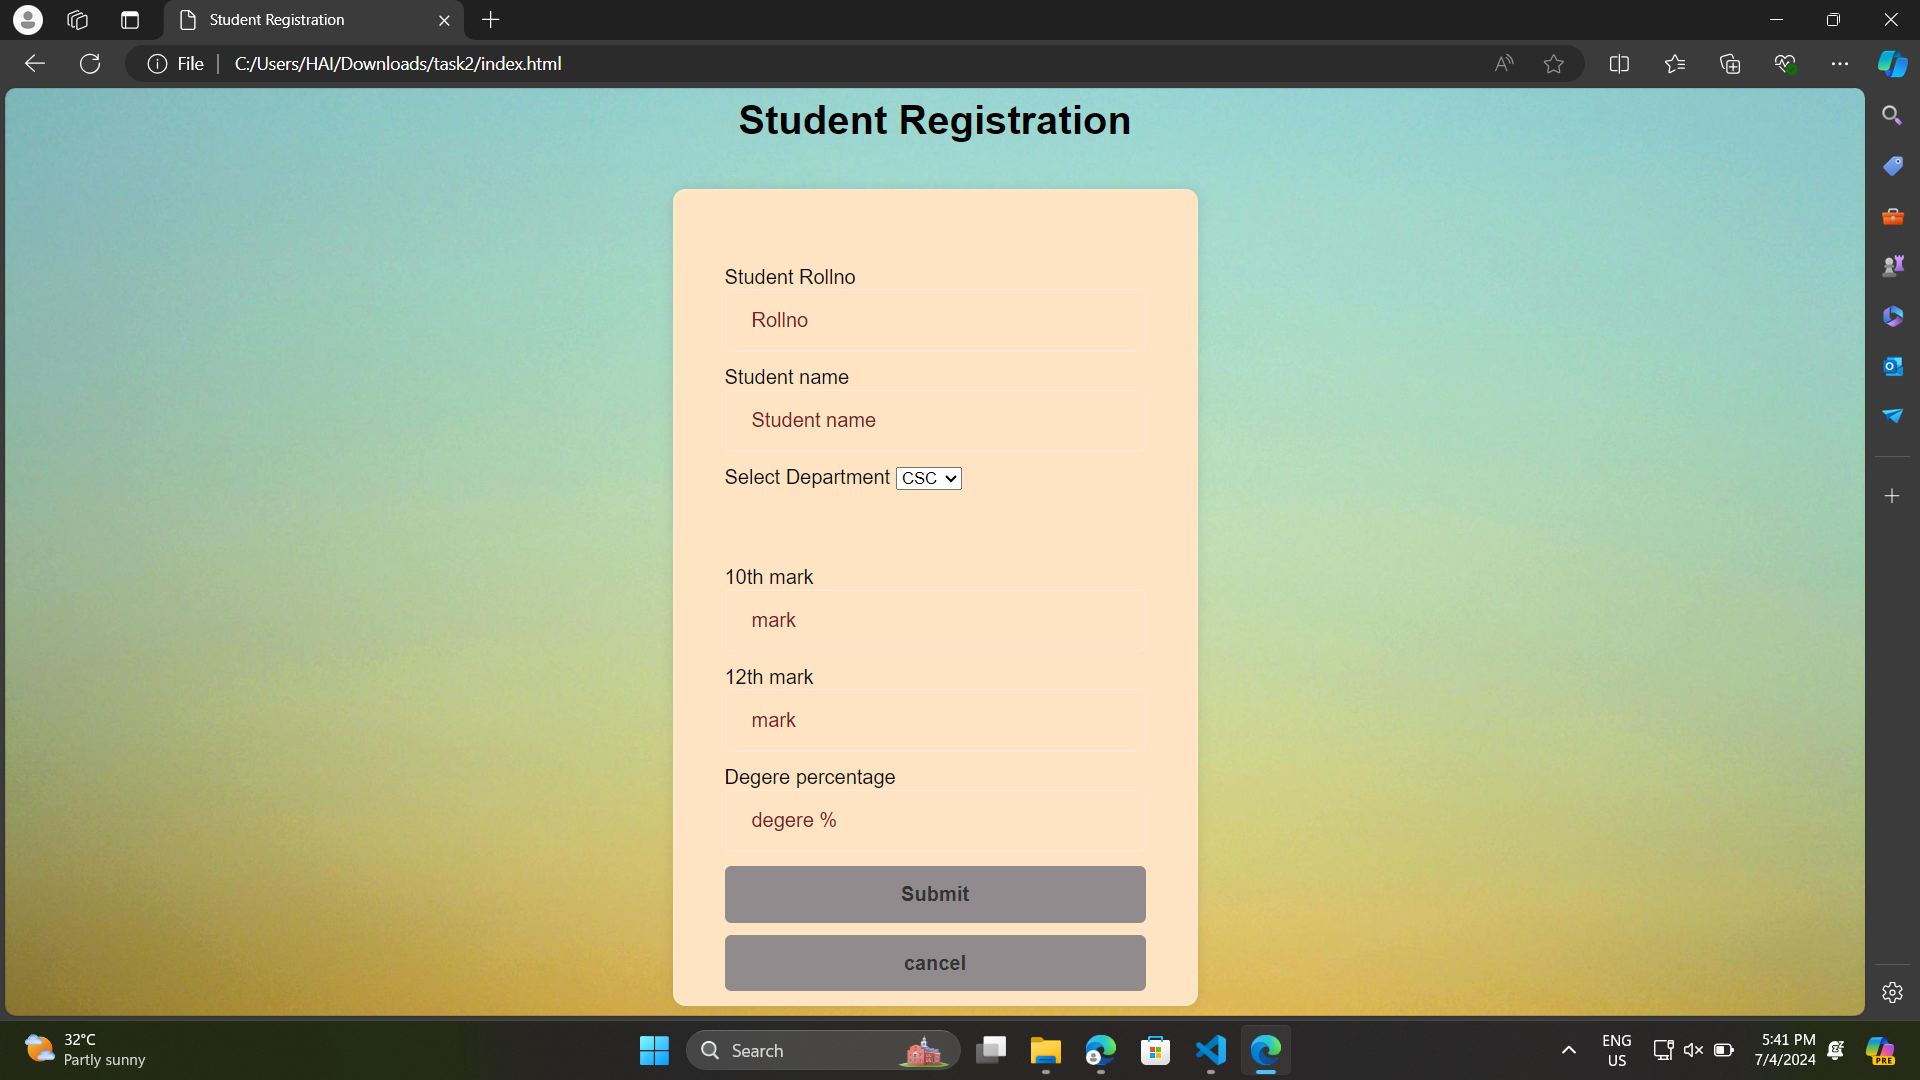 Student Registration
File
C:/Users/HAI/Downloads/task2/index.html
Student Registration
Student Rollno
Rollno
Student name
Student name
Select Department CSC
10th mark
mark
12th mark
mark
Degere percentage
degere %
Submit
cancel
32°C
Partly sunny
Search
ENG
US
5:41 PM
7/4/2024
PRE